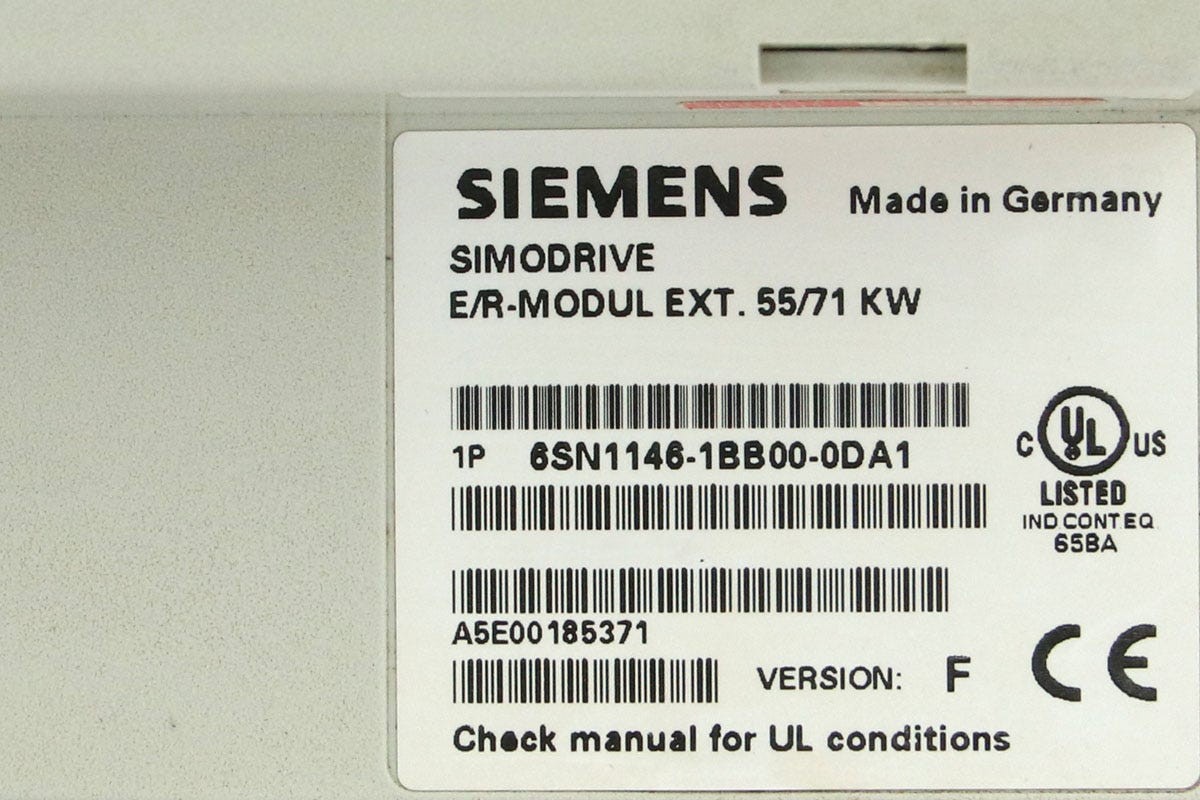 SIEMENS Made in Germany
SIMODRIVE
E/R-MODUL EXT. 55/71 KW
1P 6SN1146-1BB00-0DA1
C UL US
LISTED
IND CONT EQ
65BA
A5E00185371
VERSION: F
CE
Check manual for UL conditions